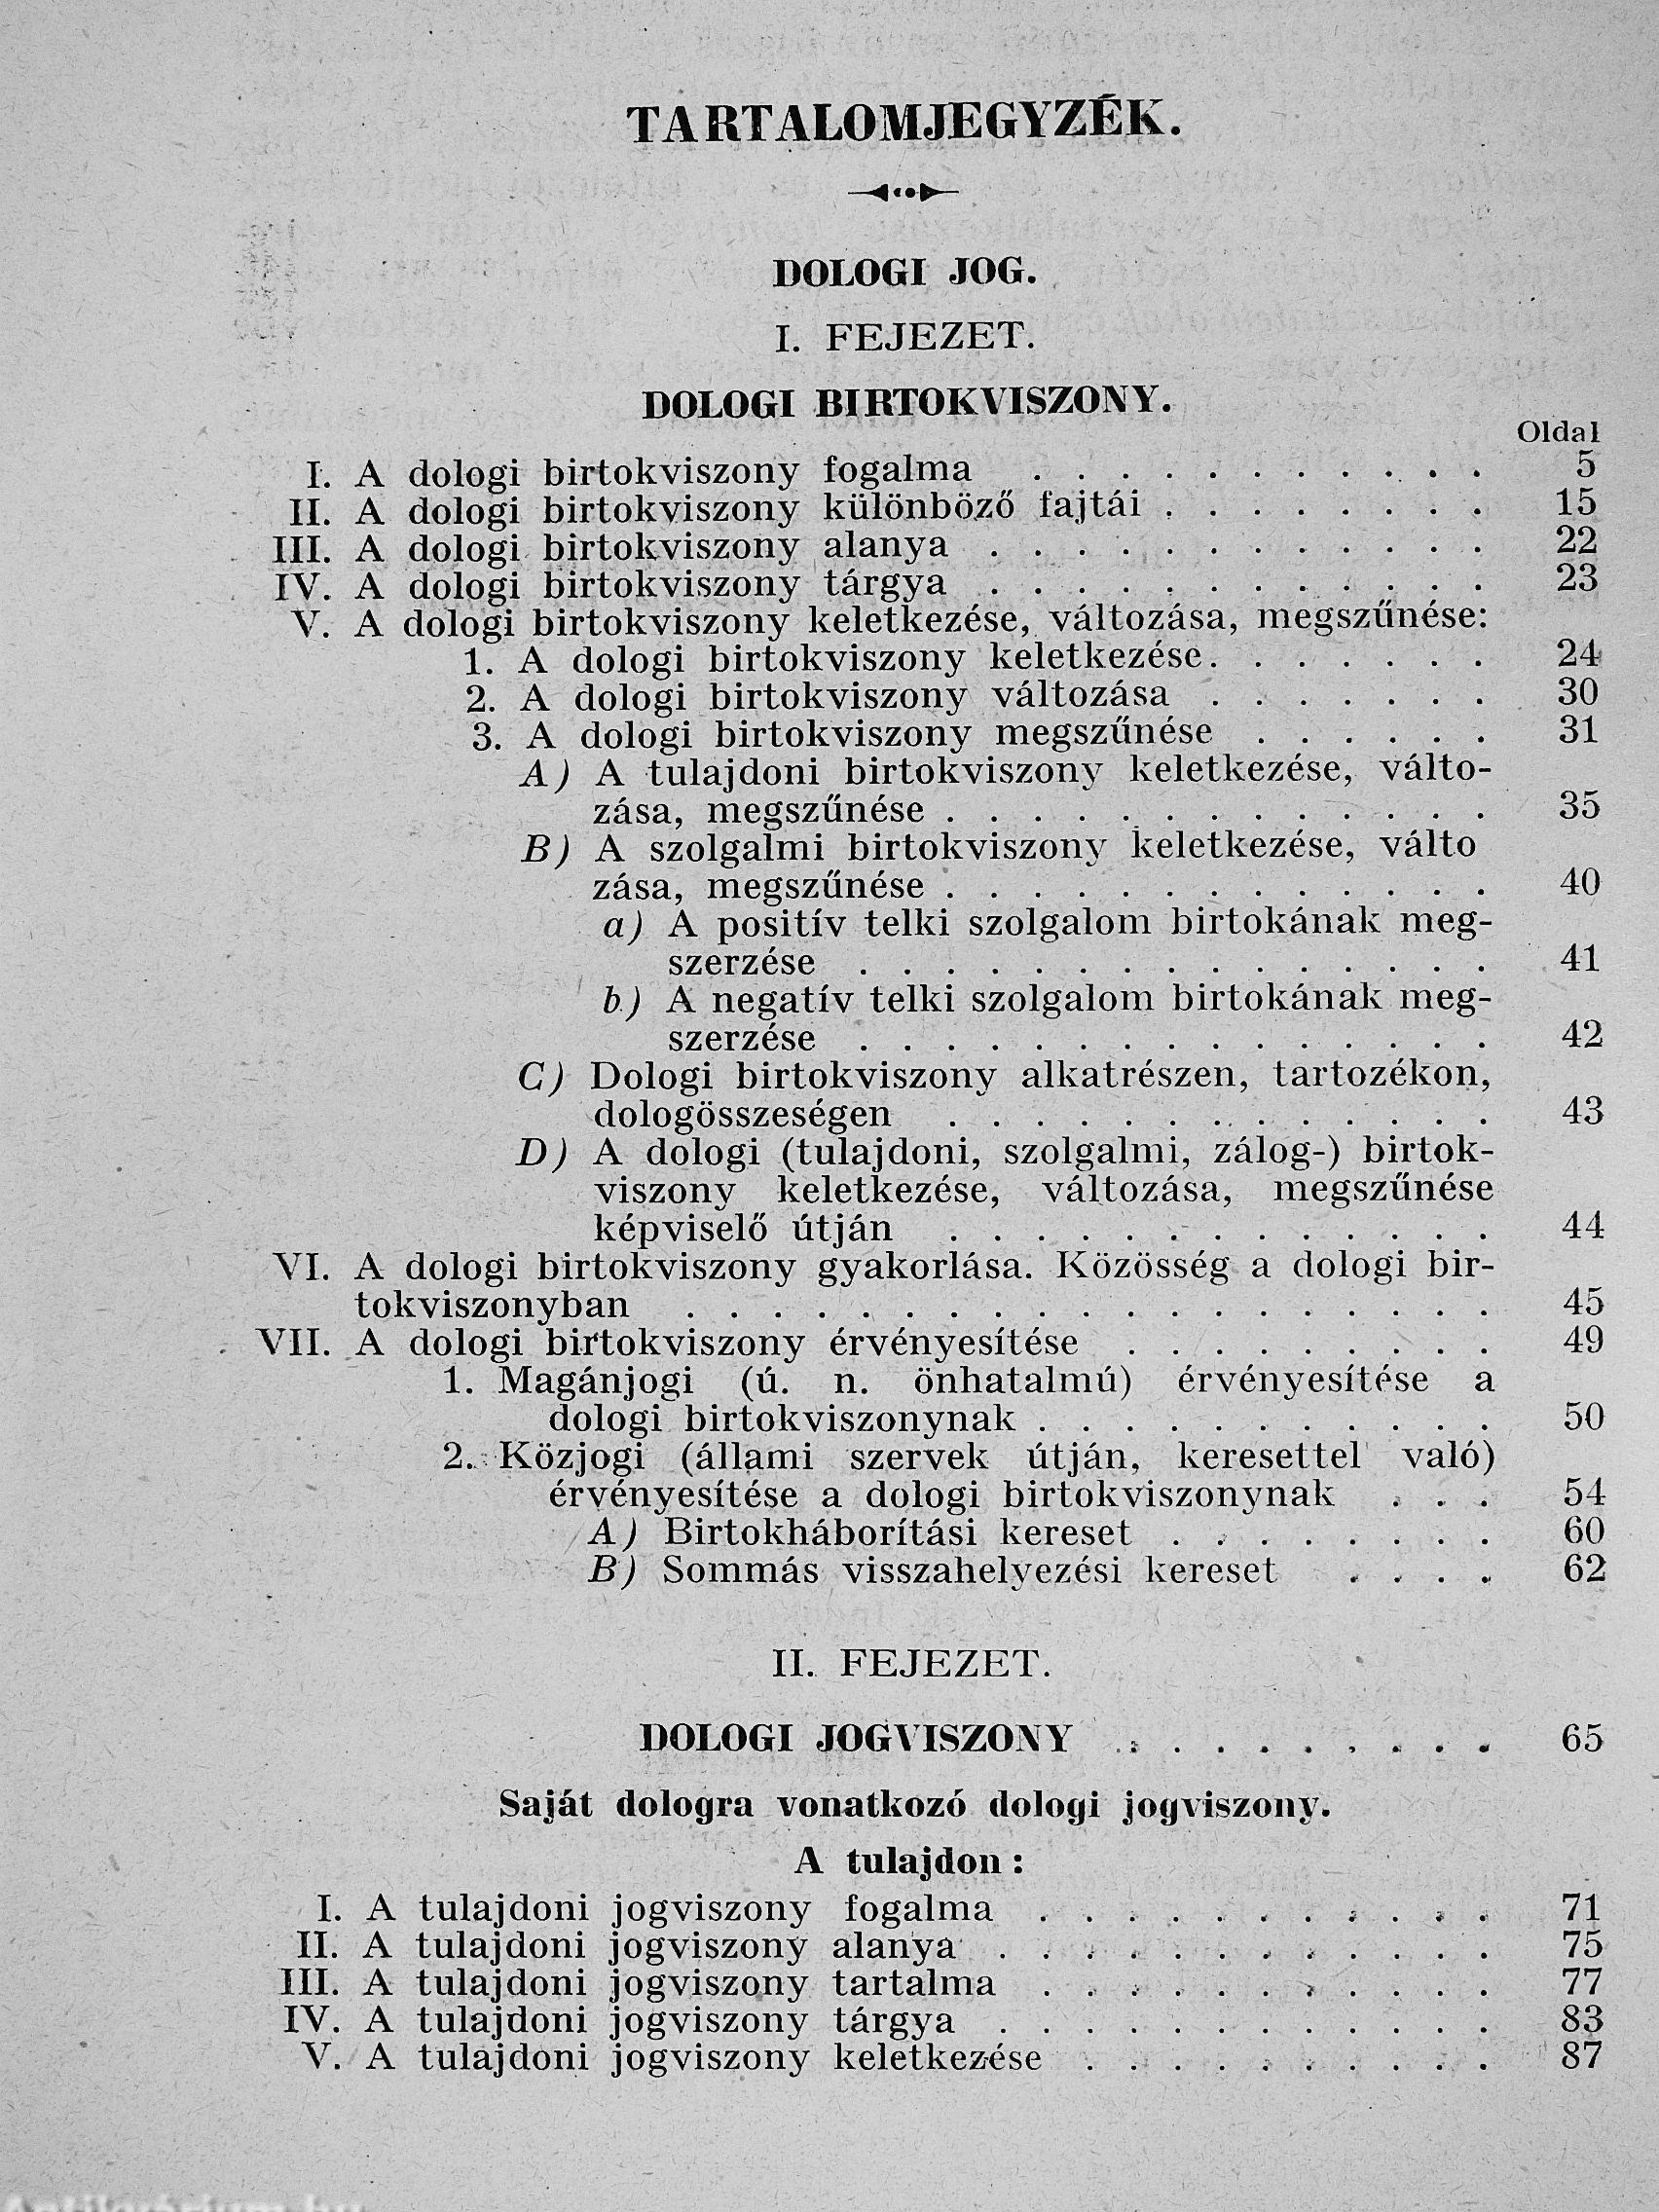 TARTALOMJEGYZÉK.
DOLOGI JOG.
I. FEJEZET.
DOLOGI BIRTOKVISZONY.
Oldal
I. A dologi birtokviszony fogalma . . . . . . . . . . . 5
II. A dologi birtokviszony különböző fajtái . . . . . . . . 15
III. A dologi birtokviszony alanya . . . . . . . . . . . . 22
IV. A dologi birtokviszony tárgya . . . . . . . . . . . . 23
V. A dologi birtokviszony keletkezése, változása, megszűnése:
1. A dologi birtokviszony keletkezése. . . . . . . 24
2. A dologi birtokviszony változása . . . . . . . 30
3. A dologi birtokviszony megszűnése . . . . . . 31
A) A tulajdoni birtokviszony keletkezése, válto-
zása, megszűnése . . . . . . . . . . . . . 35
B) A szolgalmi birtokviszony keletkezése, válto
zása, megszűnése . . . . . . . . . . . . . 40
a) A positív telki szolgalom birtokának meg-
szerzése . . . . . . . . . . . . . . . 41
b) A negatív telki szolgalom birtokának meg-
szerzése . . . . . . . . . . . . . . . 42
C) Dologi birtokviszony alkatrészen, tartozékon,
dologösszeségen . . . . . . . . . . . . . 43
D) A dologi (tulajdoni, szolgalmi, zálog-) birtok-
viszony keletkezése, változása, megszűnése
képviselő útján . . . . . . . . . . . . . 44
VI. A dologi birtokviszony gyakorlása. Közösség a dologi bir-
tokviszonyban . . . . . . . . . . . . . . . . . . . 45
VII. A dologi birtokviszony érvényesítése . . . . . . . . . 49
1. Magánjogi (ú. n. önhatalmú) érvényesítése a
dologi birtokviszonynak . . . . . . . . . . . 50
2. Közjogi (állami szervek útján, keresettel való)
érvényesítése a dologi birtokviszonynak . . . 54
A) Birtokháborítási kereset . . . . . . . . 60
B) Sommás visszahelyezési kereset . . . . 62
II. FEJEZET.
DOLOGI JOGVISZONY . . . . . . . . . 65
Saját dologra vonatkozó dologi jogviszony.
A tulajdon:
I. A tulajdoni jogviszony fogalma . . . . . . . . . . . 71
II. A tulajdoni jogviszony alanya . . . . . . . . . . . . 75
III. A tulajdoni jogviszony tartalma . . . . . . . . . . . 77
IV. A tulajdoni jogviszony tárgya . . . . . . . . . . . . 83
V. A tulajdoni jogviszony keletkezése . . . . . . . . . . 87